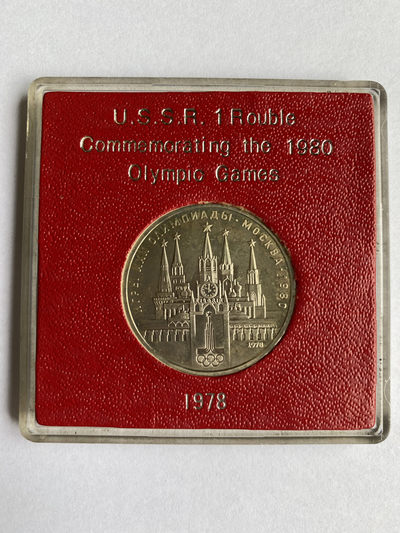 U.S.S.R. 1 Rouble
Commemorating the 1980
Olympic Games
ИГРЫ XXII ОЛИМПИАДЫ·МОСКВА·1980
1978
1978